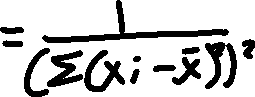 = 1/(Σ(xi-x̄)²)²